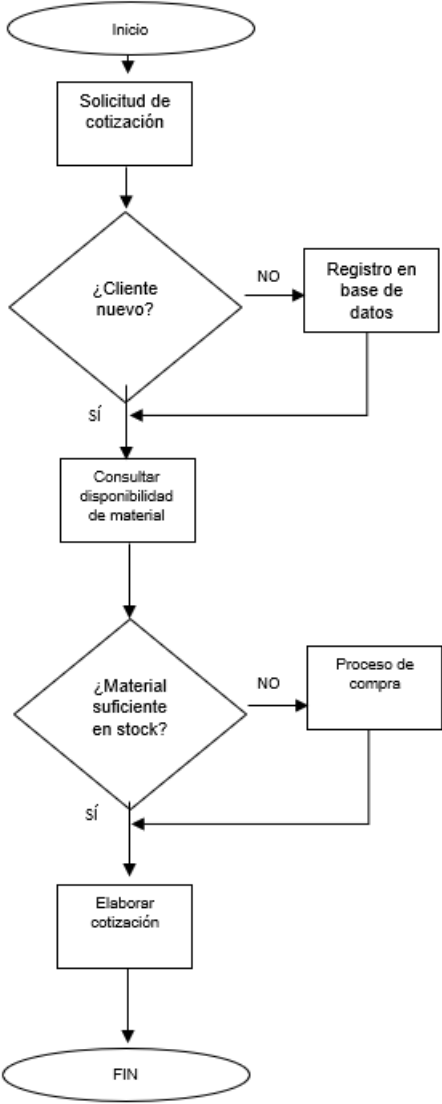 Inicio
Solicitud de
cotización
¿Cliente
nuevo?
NO
Registro en
base de
datos
SÍ
Consultar
disponibilidad
de material
¿Material
suficiente
en stock?
NO
Proceso de
compra
SÍ
Elaborar
cotización
FIN